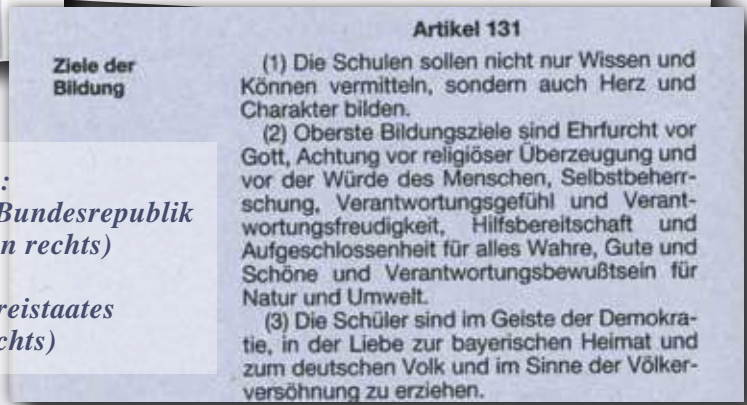 Artikel 131
Ziele der
Bildung
(1) Die Schulen sollen nicht nur Wissen und
Können vermitteln, sondern auch Herz und
Charakter bilden.
(2) Oberste Bildungsziele sind Ehrfurcht vor
Gott, Achtung vor religiöser Überzeugung und
vor der Würde des Menschen, Selbstbeherr-
schung, Verantwortungsgefühl und Verant-
wortungsfreudigkeit, Hilfsbereitschaft und
Aufgeschlossenheit für alles Wahre, Gute und
Schöne und Verantwortungsbewußtsein für
Natur und Umwelt.
(3) Die Schüler sind im Geiste der Demokra-
tie, in der Liebe zur bayerischen Heimat und
zum deutschen Volk und im Sinne der Völker-
versöhnung zu erziehen.
:
Bundesrepublik
n rechts)
reistaates
chts)